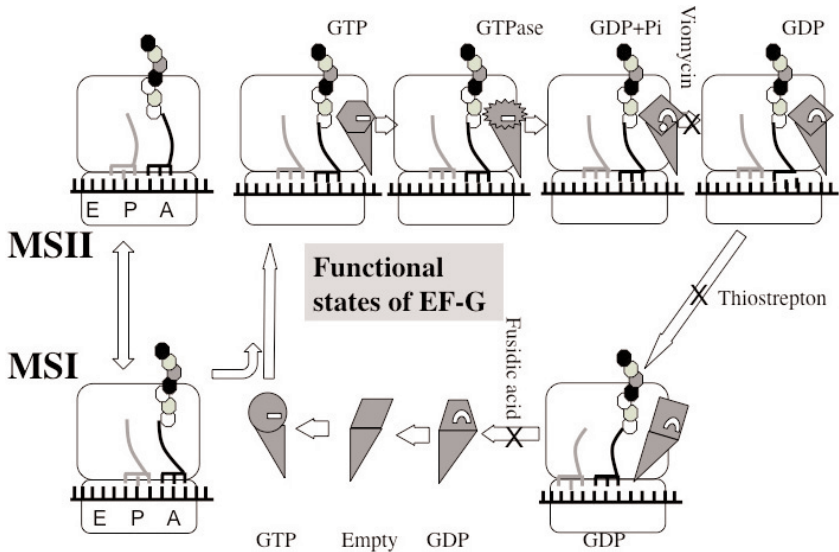 GTP
GTPase
GDP+Pi
Viomycin
GDP
E P A
MSII
Functional
states of EF-G
Thiostrepton
MSI
Fusidic acid
E P A
GTP
Empty
GDP
GDP